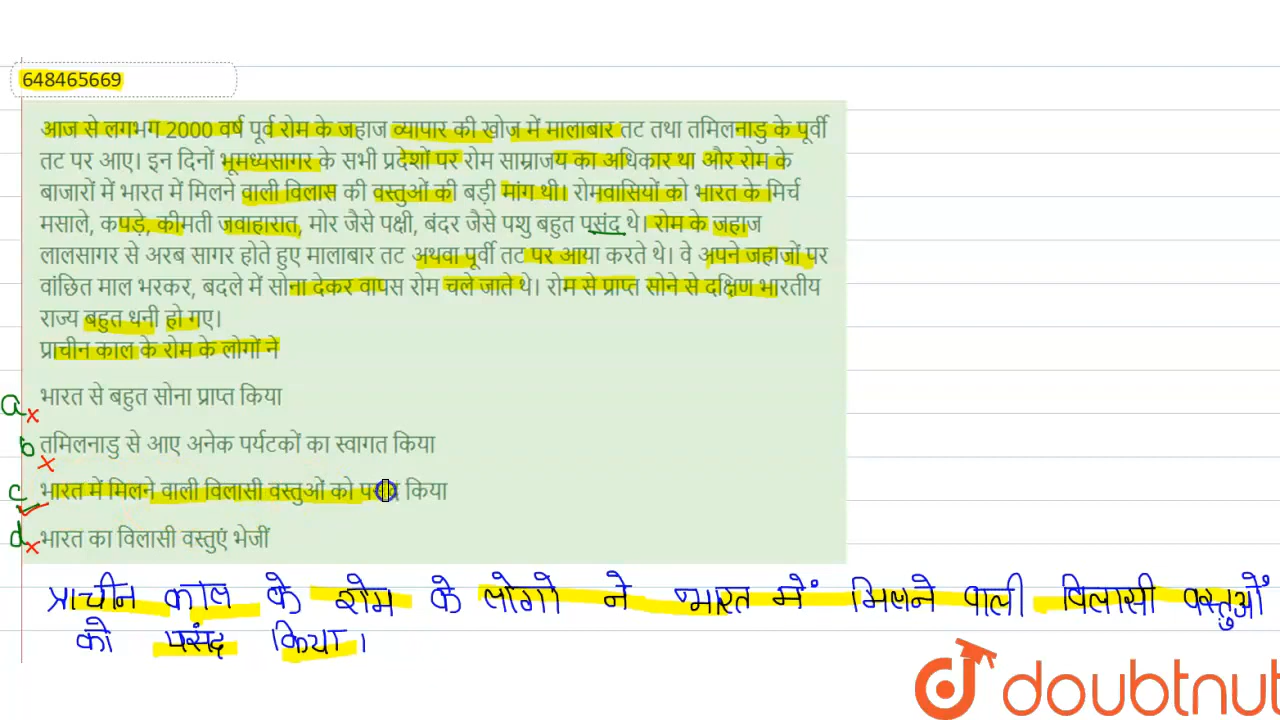 648465669
आज से लगभग 2000 वर्ष पूर्व रोम के जहाज व्यापार की खोज में मालाबार तट तथा तमिलनाडु के पूर्वी
तट पर आए। इन दिनों भूमध्यसागर के सभी प्रदेशों पर रोम साम्राज्य का अधिकार था और रोम के
बाजारों में भारत में मिलने वाली विलास की वस्तुओं की बड़ी मांग थी। रोमवासियों को भारत के मिर्च
मसाले, कपड़े, कीमती जवाहारात, मोर जैसे पक्षी, बंदर जैसे पशु बहुत पसंद थे। रोम के जहाज
लालसागर से अरब सागर होते हुए मालाबार तट अथवा पूर्वी तट पर आया करते थे। वे अपने जहाजों पर
वांछित माल भरकर, बदले में सोना देकर वापस रोम चले जाते थे। रोम से प्राप्त सोने से दक्षिण भारतीय
राज्य बहुत धनी हो गए।
प्राचीन काल के रोम के लोगों ने
a भारत से बहुत सोना प्राप्त किया
b तमिलनाडु से आए अनेक पर्यटकों का स्वागत किया
c भारत में मिलने वाली विलासी वस्तुओं को किया
d भारत का विलासी वस्तुएं भेजीं
प्राचीन काल के रोम के लोगो ने भारत में मिलने वाली विलासी वस्तुओं
को पसंद किया।
doubtnut